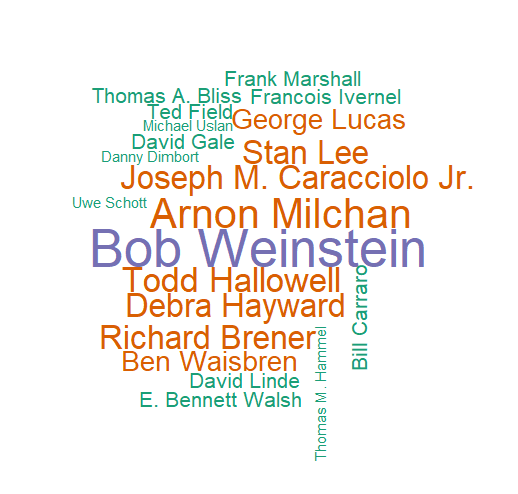 Frank Marshall
Thomas A. Bliss
Francois Ivernel
Ted Field
George Lucas
Michael Uslan
David Gale
Stan Lee
Danny Dimbort
Joseph M. Caracciolo Jr.
Uwe Schott
Arnon Milchan
Bob Weinstein
Todd Hallowell
Debra Hayward
Bill Carraro
Richard Brener
Ben Waisbren
Thomas M. Hammel
David Linde
E. Bennett Walsh